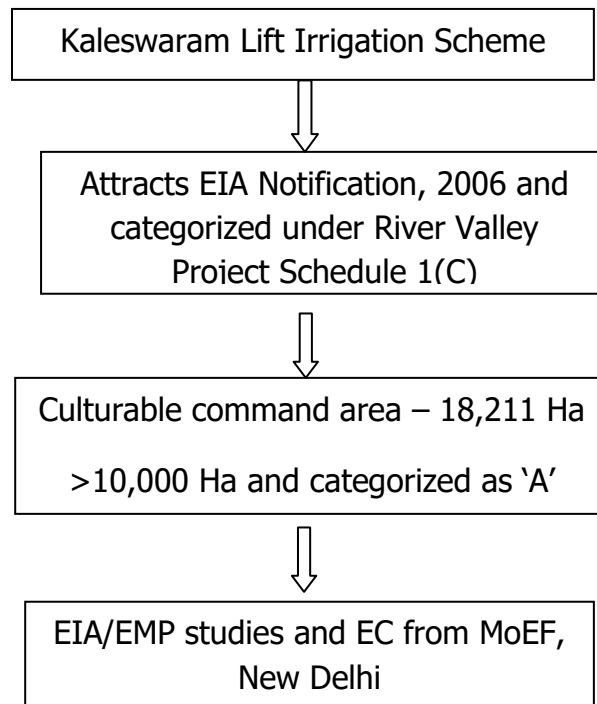 Kaleswaram Lift Irrigation Scheme
Attracts EIA Notification, 2006 and
categorized under River Valley
Project Schedule 1(C)
Culturable command area – 18,211 Ha
>10,000 Ha and categorized as ‘A’
EIA/EMP studies and EC from MoEF,
New Delhi